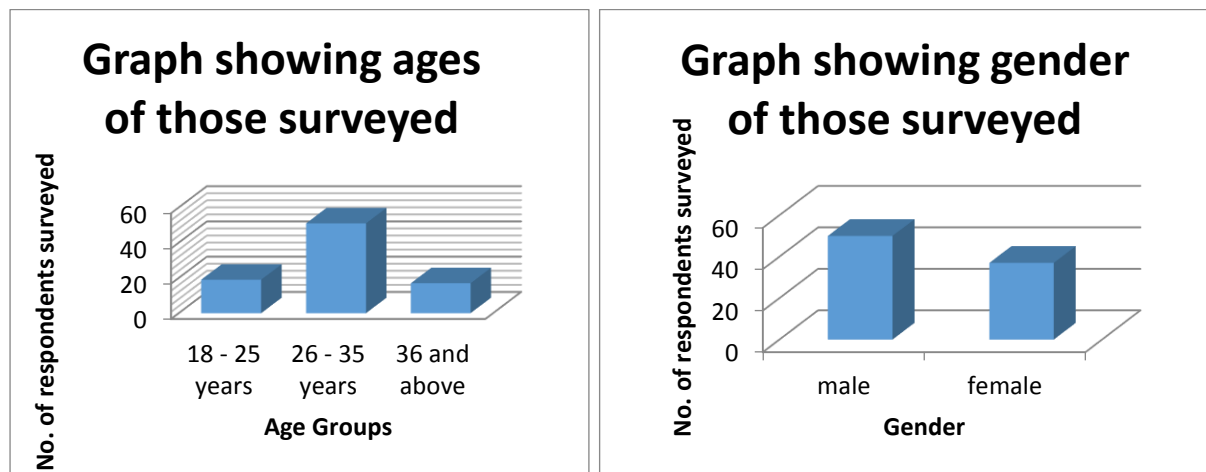 Graph showing ages
of those surveyed
No. of respondents surveyed
60
40
20
0
18 - 25
years
26 - 35
years
36 and
above
Age Groups
Graph showing gender
of those surveyed
No. of respondents surveyed
60
40
20
0
male
female
Gender